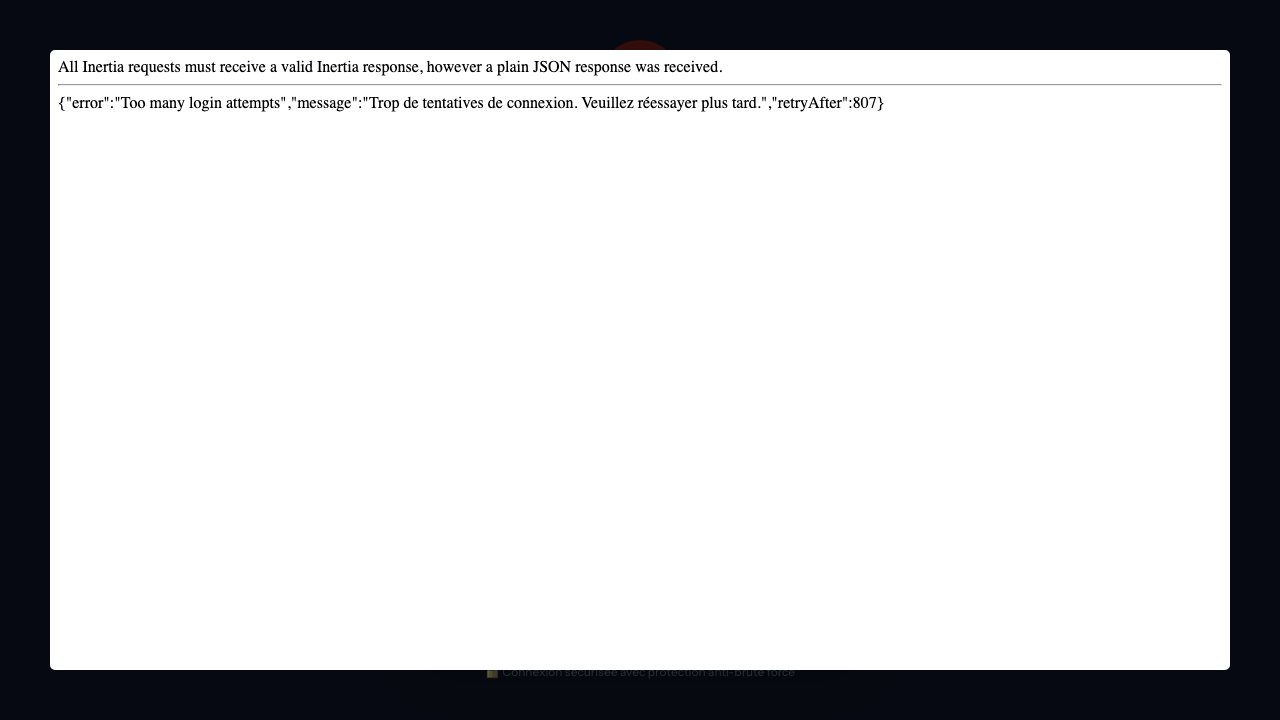 All Inertia requests must receive a valid Inertia response, however a plain JSON response was received.
{"error":"Too many login attempts","message":"Trop de tentatives de connexion. Veuillez réessayer plus tard.","retryAfter":807}
Connexion sécurisée avec protection anti-brute force